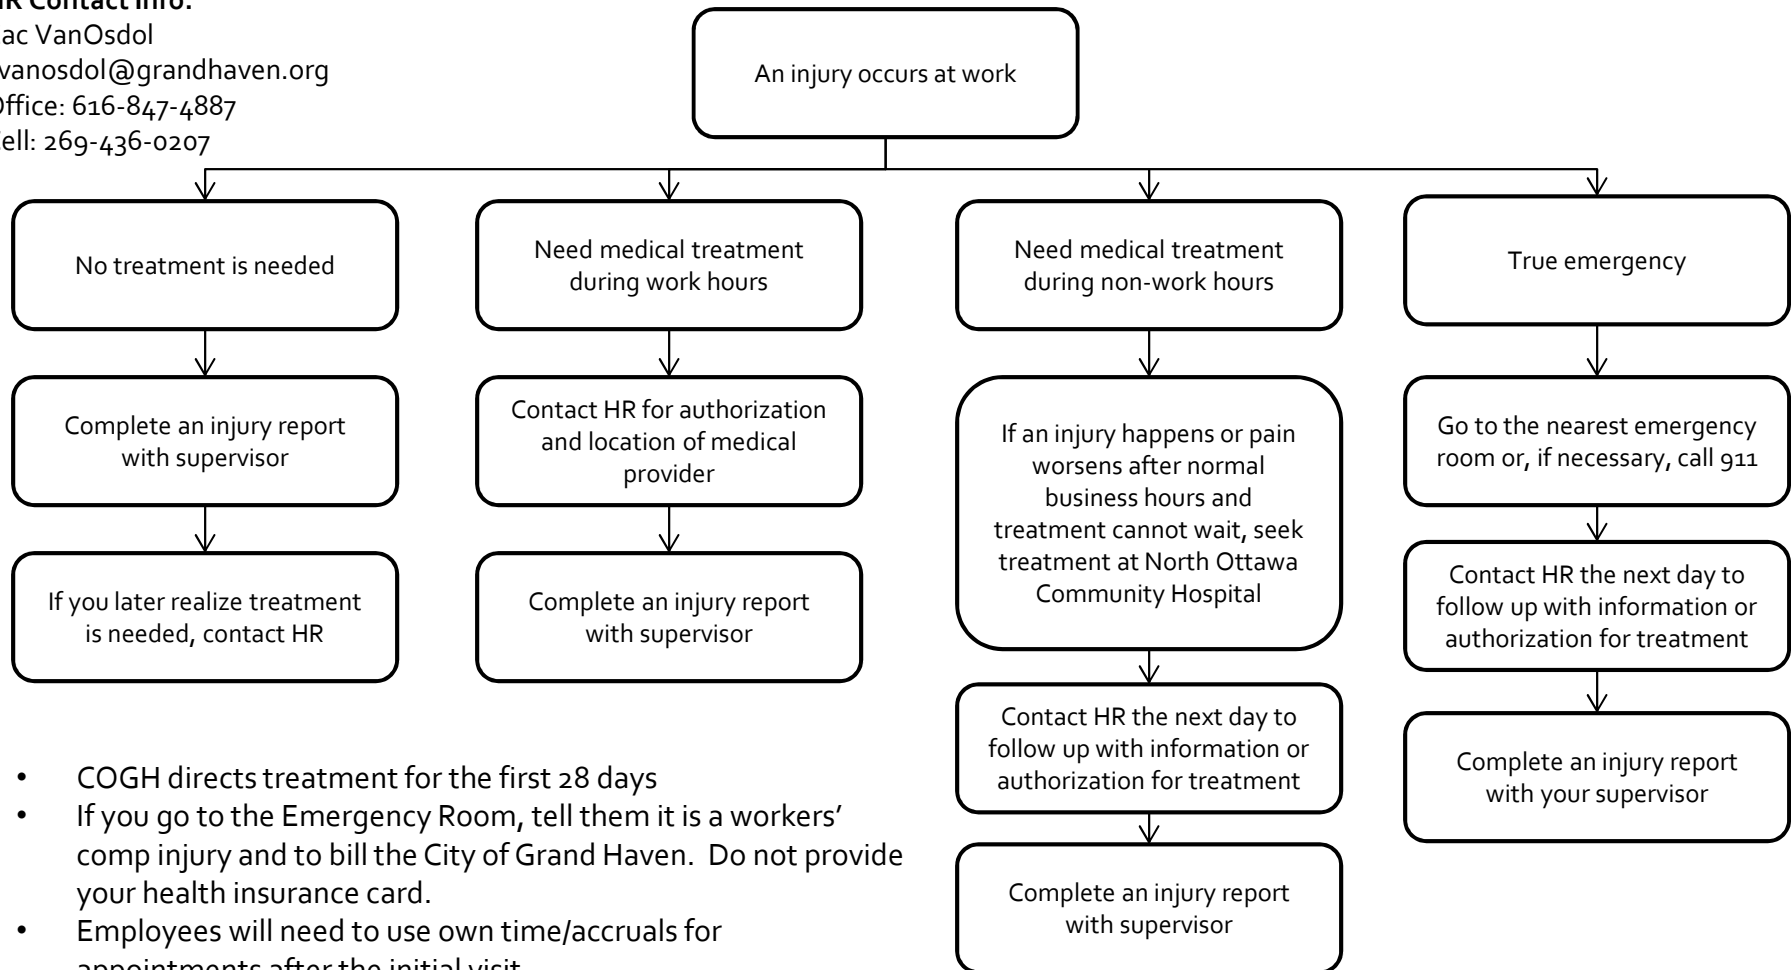 HR Contact Info:
ac VanOsdol
vanosdol@grandhaven.org
Office: 616-847-4887
Cell: 269-436-0207
An injury occurs at work
No treatment is needed
Complete an injury report
with supervisor
If you later realize treatment
is needed, contact HR
Need medical treatment
during work hours
Contact HR for authorization
and location of medical
provider
Complete an injury report
with supervisor
Need medical treatment
during non-work hours
If an injury happens or pain
worsens after normal
business hours and
treatment cannot wait, seek
treatment at North Ottawa
Community Hospital
Contact HR the next day to
follow up with information or
authorization for treatment
Complete an injury report
with supervisor
True emergency
Go to the nearest emergency
room or, if necessary, call 911
Contact HR the next day to
follow up with information or
authorization for treatment
Complete an injury report
with your supervisor
• COGH directs treatment for the first 28 days
• If you go to the Emergency Room, tell them it is a workers’
comp injury and to bill the City of Grand Haven.  Do not provide
your health insurance card.
• Employees will need to use own time/accruals for
appointments after the initial visit